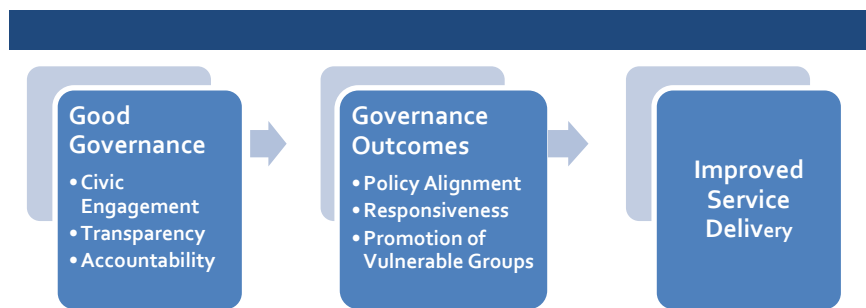 Good
Governance
• Civic
Engagement
• Transparency
• Accountability
Governance
Outcomes
• Policy Alignment
• Responsiveness
• Promotion of
Vulnerable Groups
Improved
Service
Delivery